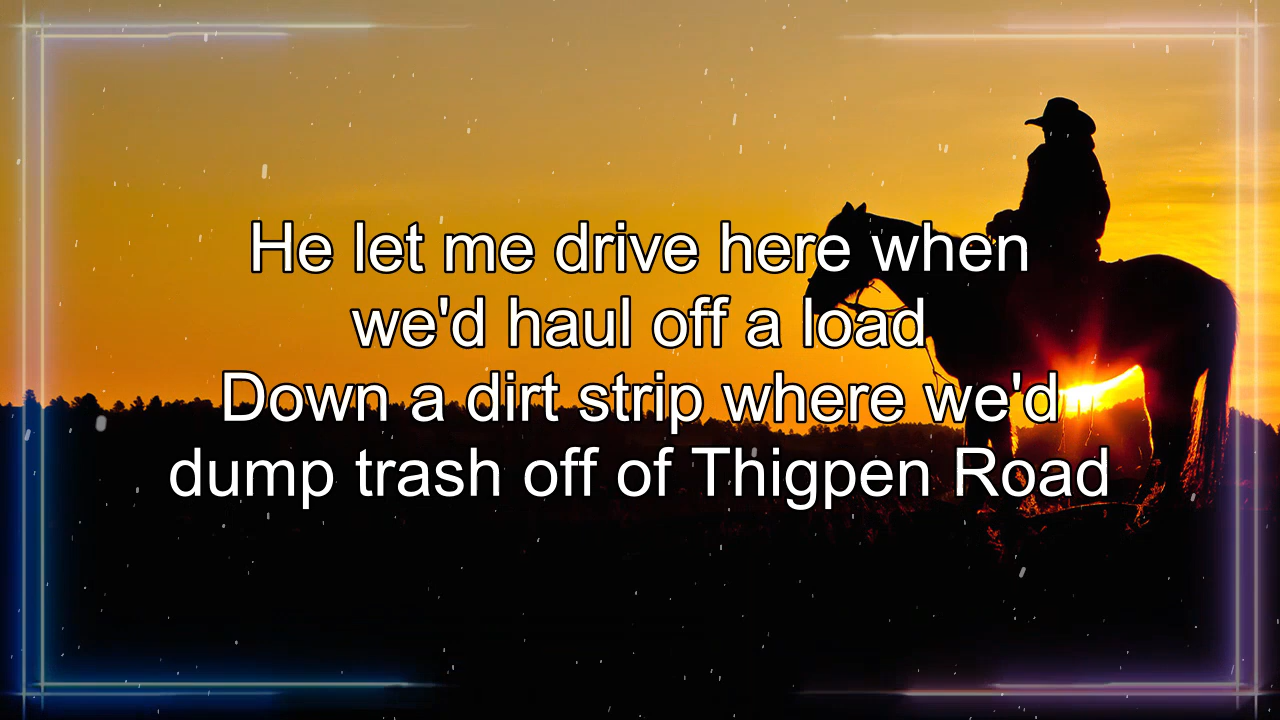 He let me drive here when
we'd haul off a load
Down a dirt strip where we'd
dump trash off of Thigpen Road